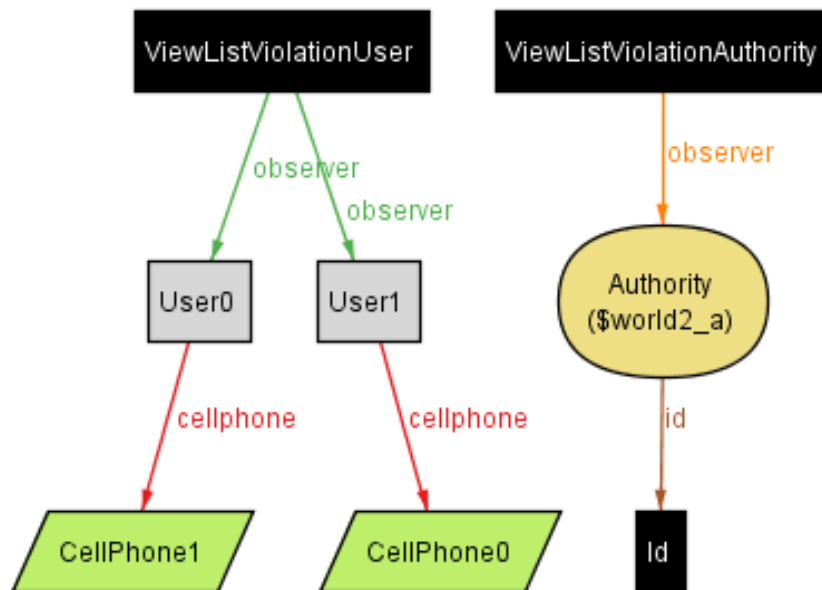 ViewListViolationUser
ViewListViolationAuthority
observer
observer
observer
User0
User1
Authority
($world2_a)
cellphone
cellphone
id
CellPhone1
CellPhone0
Id